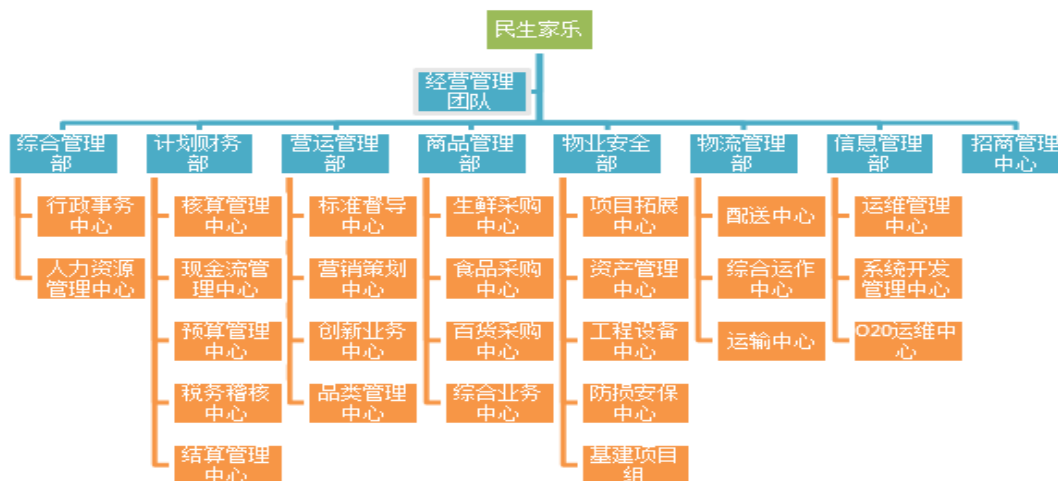 民生家乐
经营管理
团队
综合管理
部
计划财务
部
营运管理
部
商品管理
部
物业安全
部
物流管理
部
信息管理
部
招商管理
中心
行政事务
中心
人力资源
管理中心
核算管理
中心
现金流管
理中心
预算管理
中心
税务稽核
中心
结算管理
中心
标准督导
中心
营销策划
中心
创新业务
中心
品类管理
中心
生鲜采购
中心
食品采购
中心
百货采购
中心
综合业务
中心
项目拓展
中心
资产管理
中心
工程设备
中心
防损安保
中心
基建项目
组
配送中心
综合运作
中心
运输中心
运维管理
中心
系统开发
管理中心
O2O运维中
心